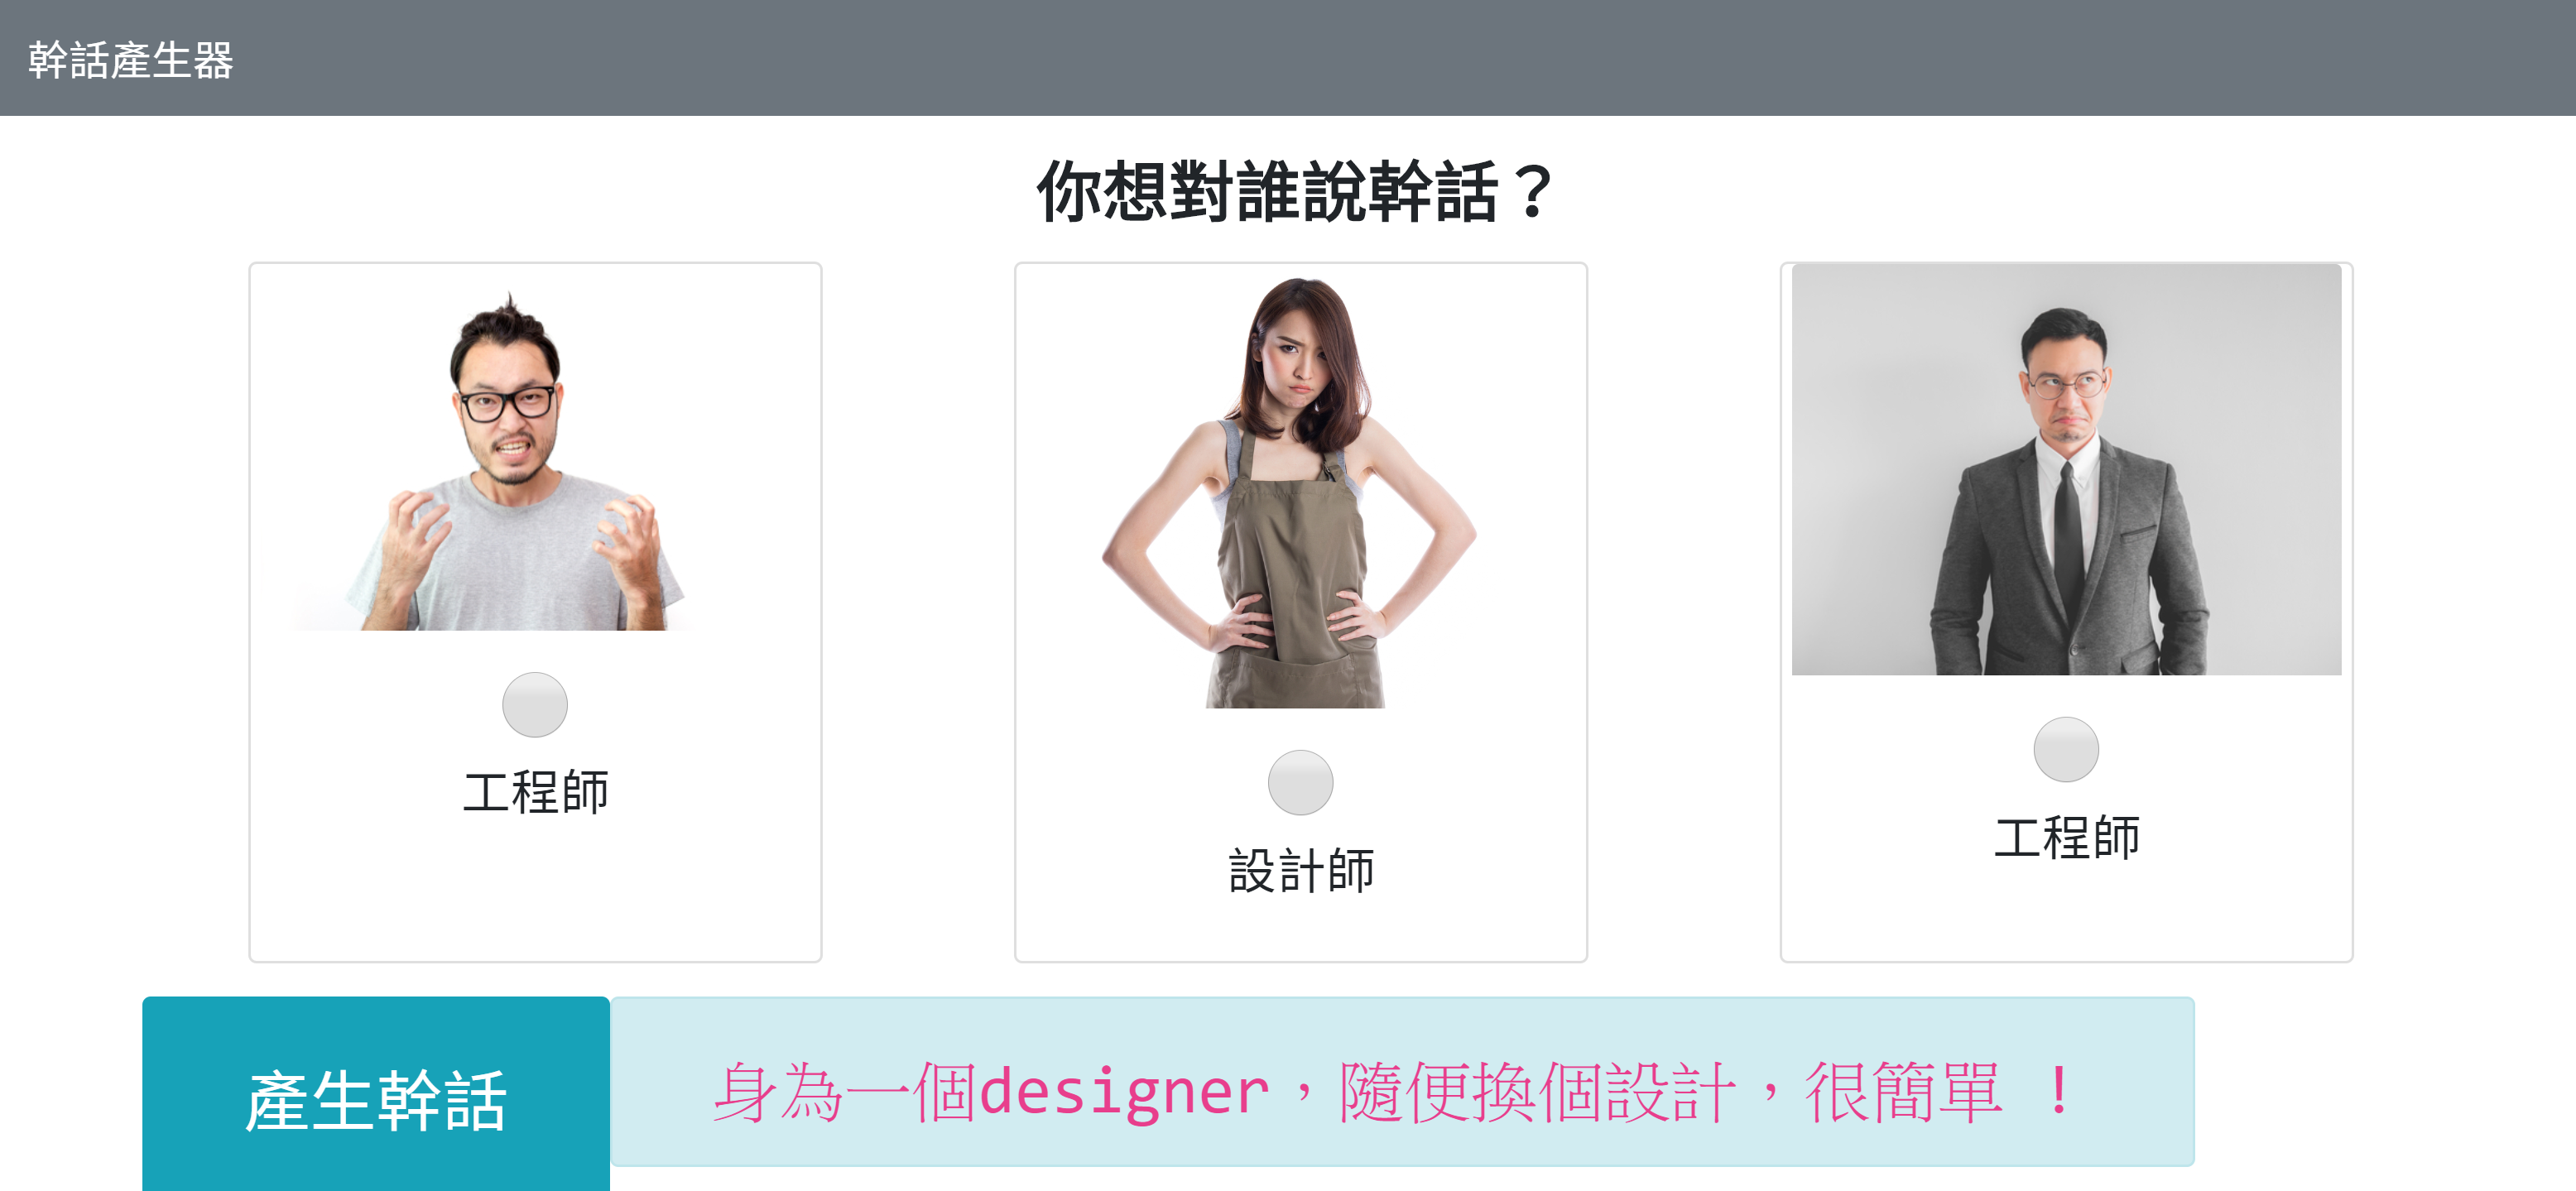 幹話產生器
你想對誰說幹話？
工程師
設計師
工程師
產生幹話
身為一個designer，隨便換個設計，很簡單 ！